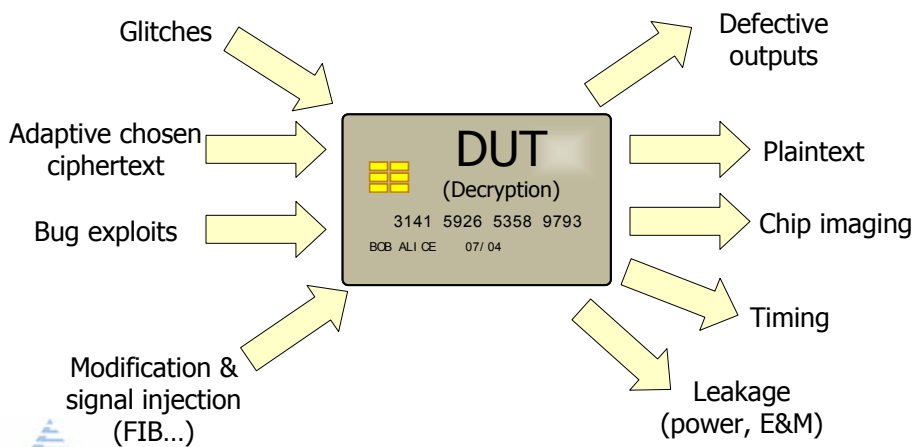 Glitches
Adaptive chosen
ciphertext
Bug exploits
Modification &
signal injection
(FIB...)
DUT
(Decryption)
3141 5926 5358 9793
BOB ALICE 07/04
Defective
outputs
Plaintext
Chip imaging
Timing
Leakage
(power, E&M)